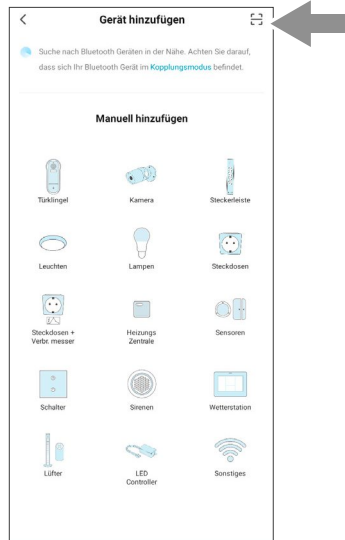 Gerät hinzufügen
Suche nach Bluetooth Geräten in der Nähe. Achten Sie darauf,
dass sich Ihr Bluetooth Gerät im Kopplungsmodus befindet.
Manuell hinzufügen
Türklingel
Kamera
Steckerleiste
Leuchten
Lampen
Steckdosen
Steckdosen +
Verbr. messer
Heizungs
Zentrale
Sensoren
Schalter
Sirenen
Wetterstation
Lüfter
LED
Controller
Sonstiges